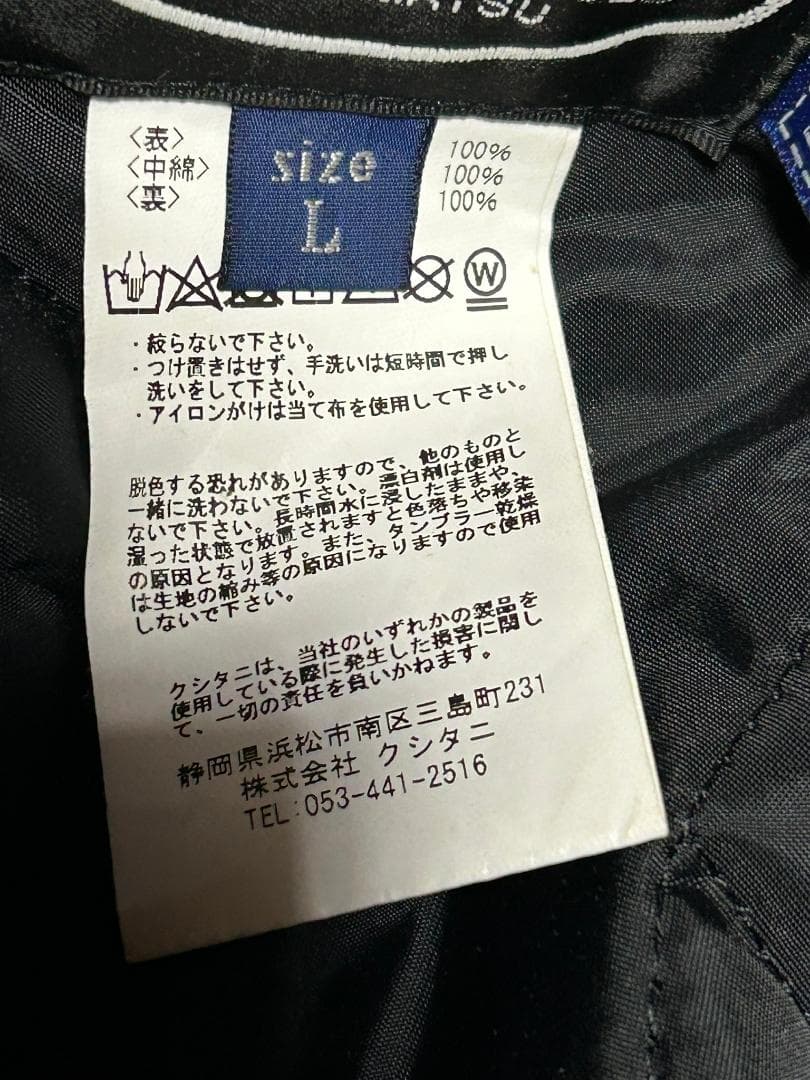 size
L
〈表〉 100%
〈中綿〉 100%
〈裏〉 100%
W
・絞らないで下さい。
・つけ置きはせず、手洗いは短時間で押し
洗いをして下さい。
・アイロンがけは当て布を使用して下さい。
脱色する恐れがありますので、他のものと
一緒に洗わないで下さい。漂白剤は使用し
ないで下さい。長時間水に浸したままや、
湿った状態で放置されますと色落ちや移染
の原因となります。また、タンブラー乾燥
は生地の縮み等の原因になりますので使用
しないで下さい。
クシタニは、当社のいずれかの製品を
使用している際に発生した損害に関し
て、一切の責任を負いかねます。
静岡県浜松市南区三島町231
株式会社 クシタニ
TEL:053-441-2516